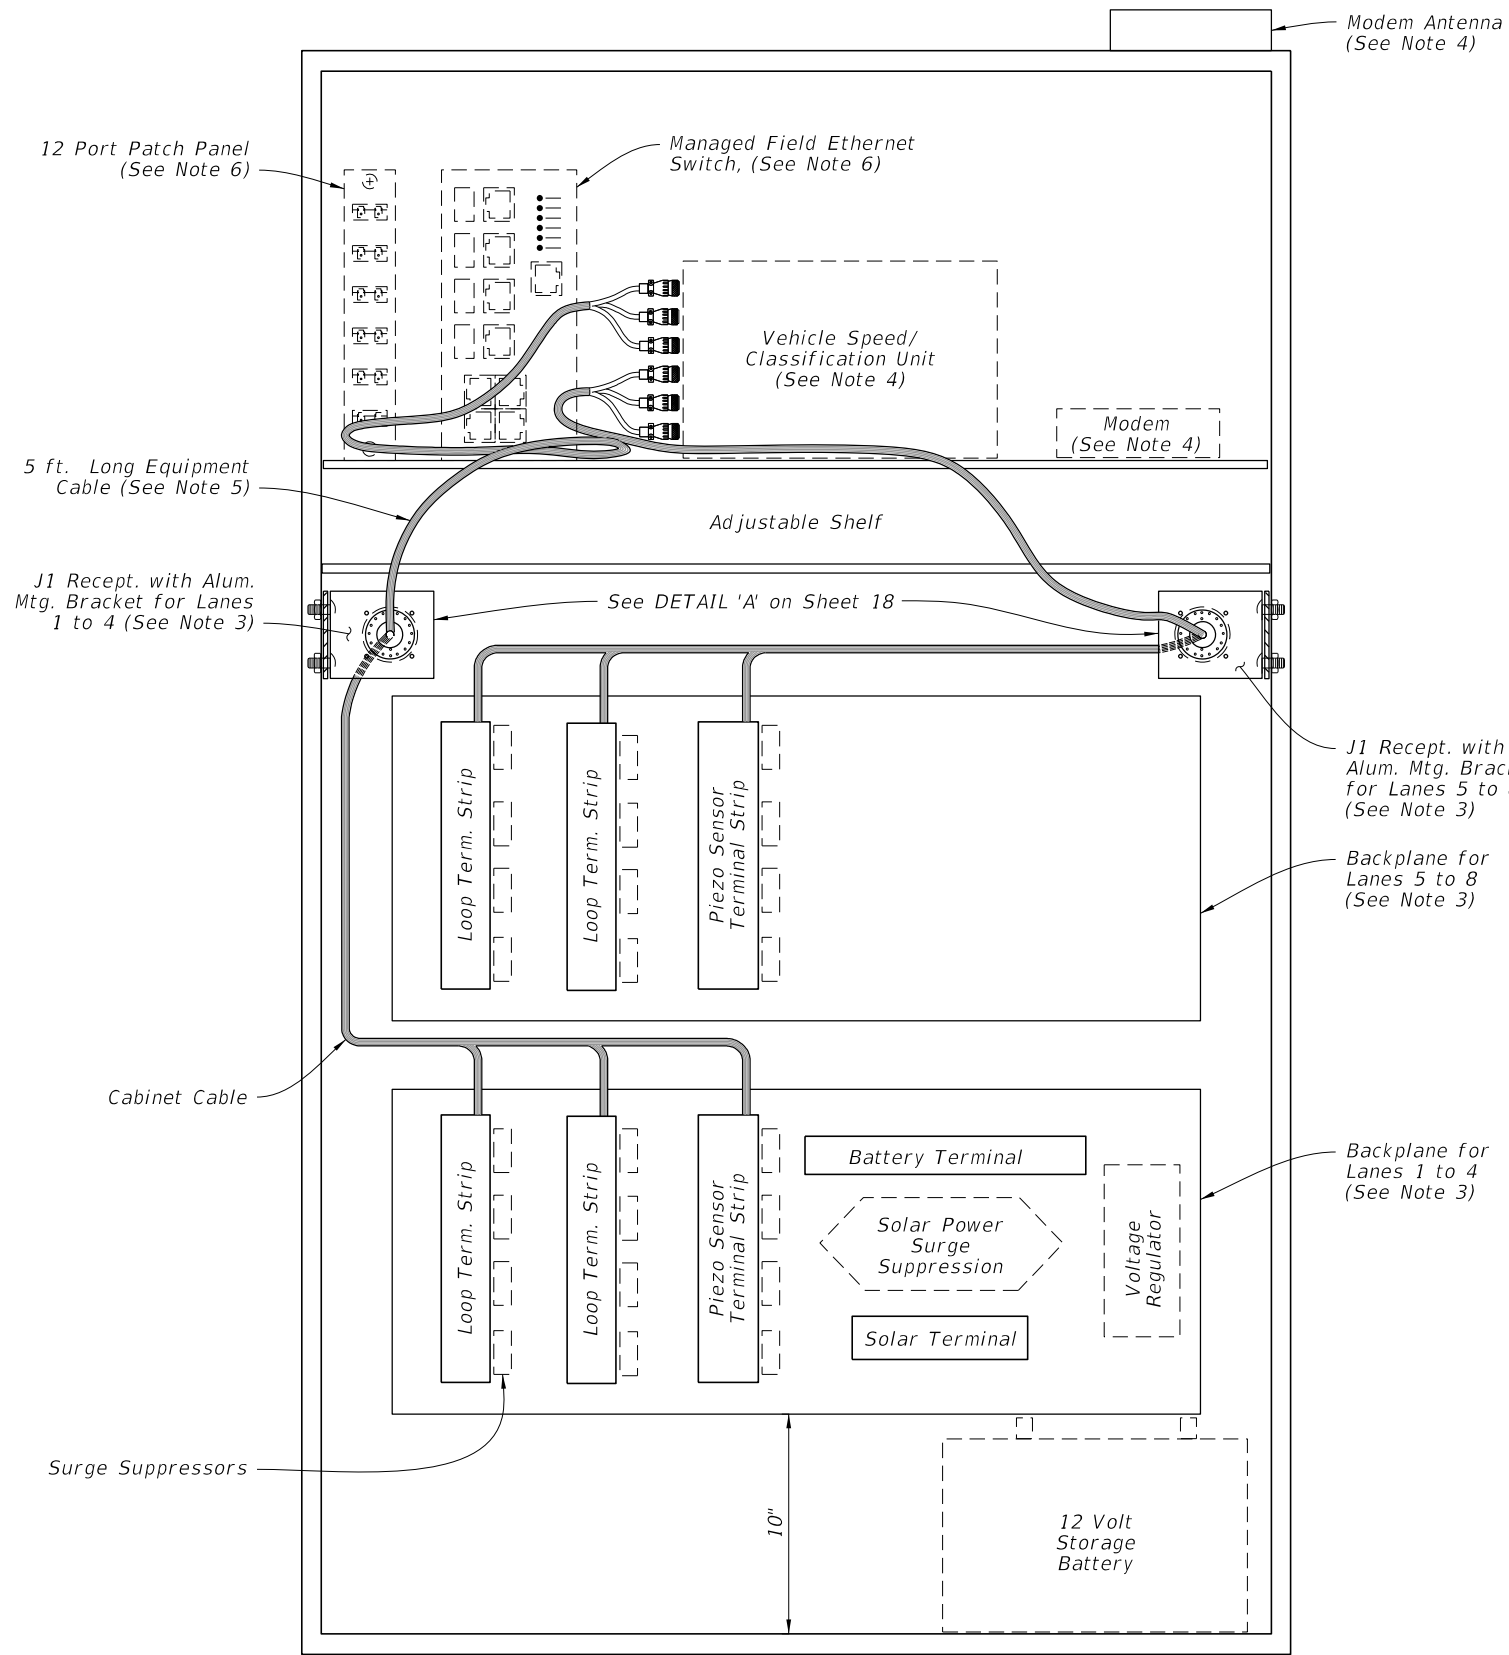 Modem Antenna
(See Note 4)
12 Port Patch Panel
(See Note 6)
Managed Field Ethernet
Switch, (See Note 6)
Vehicle Speed/
Classification Unit
(See Note 4)
Modem
(See Note 4)
5 ft. Long Equipment
Cable (See Note 5)
Adjustable Shelf
J1 Recept. with Alum.
Mtg. Bracket for Lanes
1 to 4 (See Note 3)
See DETAIL 'A' on Sheet 18
J1 Recept. with
Alum. Mtg.
for Lanes 5 to
(See Note 3)
Loop Term. Strip
Loop Term. Strip
Piezo Sensor
Terminal Strip
Backplane for
Lanes 5 to 8
(See Note 3)
Cabinet Cable
Loop Term. Strip
Loop Term. Strip
Piezo Sensor
Terminal Strip
Battery Terminal
Solar Power
Surge
Suppression
Solar Terminal
Voltage
Regulator
Backplane for
Lanes 1 to 4
(See Note 3)
Surge Suppressors
10"
12 Volt
Storage
Battery